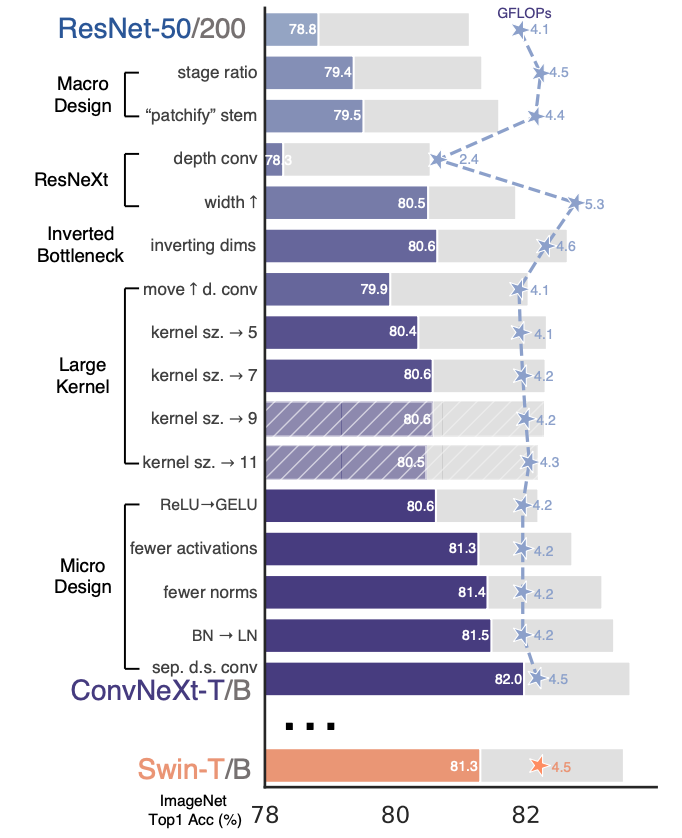 GFLOPs
ResNet-50/200 78.8 4.1
Macro Design
stage ratio 79.4 4.5
“patchify” stem 79.5 4.4
ResNeXt
depth conv 78.3 2.4
width ↑ 80.5 5.3
Inverted Bottleneck
inverting dims 80.6 4.6
Large Kernel
move ↑ d. conv 79.9 4.1
kernel sz. → 5 80.4 4.1
kernel sz. → 7 80.6 4.2
kernel sz. → 9 80.6 4.2
kernel sz. → 11 80.5 4.3
Micro Design
ReLU→GELU 80.6 4.2
fewer activations 81.3 4.2
fewer norms 81.4 4.2
BN → LN 81.5 4.2
sep. d.s. conv
ConvNeXt-T/B 82.0 4.5
...
Swin-T/B 81.3 4.5
ImageNet
Top1 Acc (%) 78 80 82